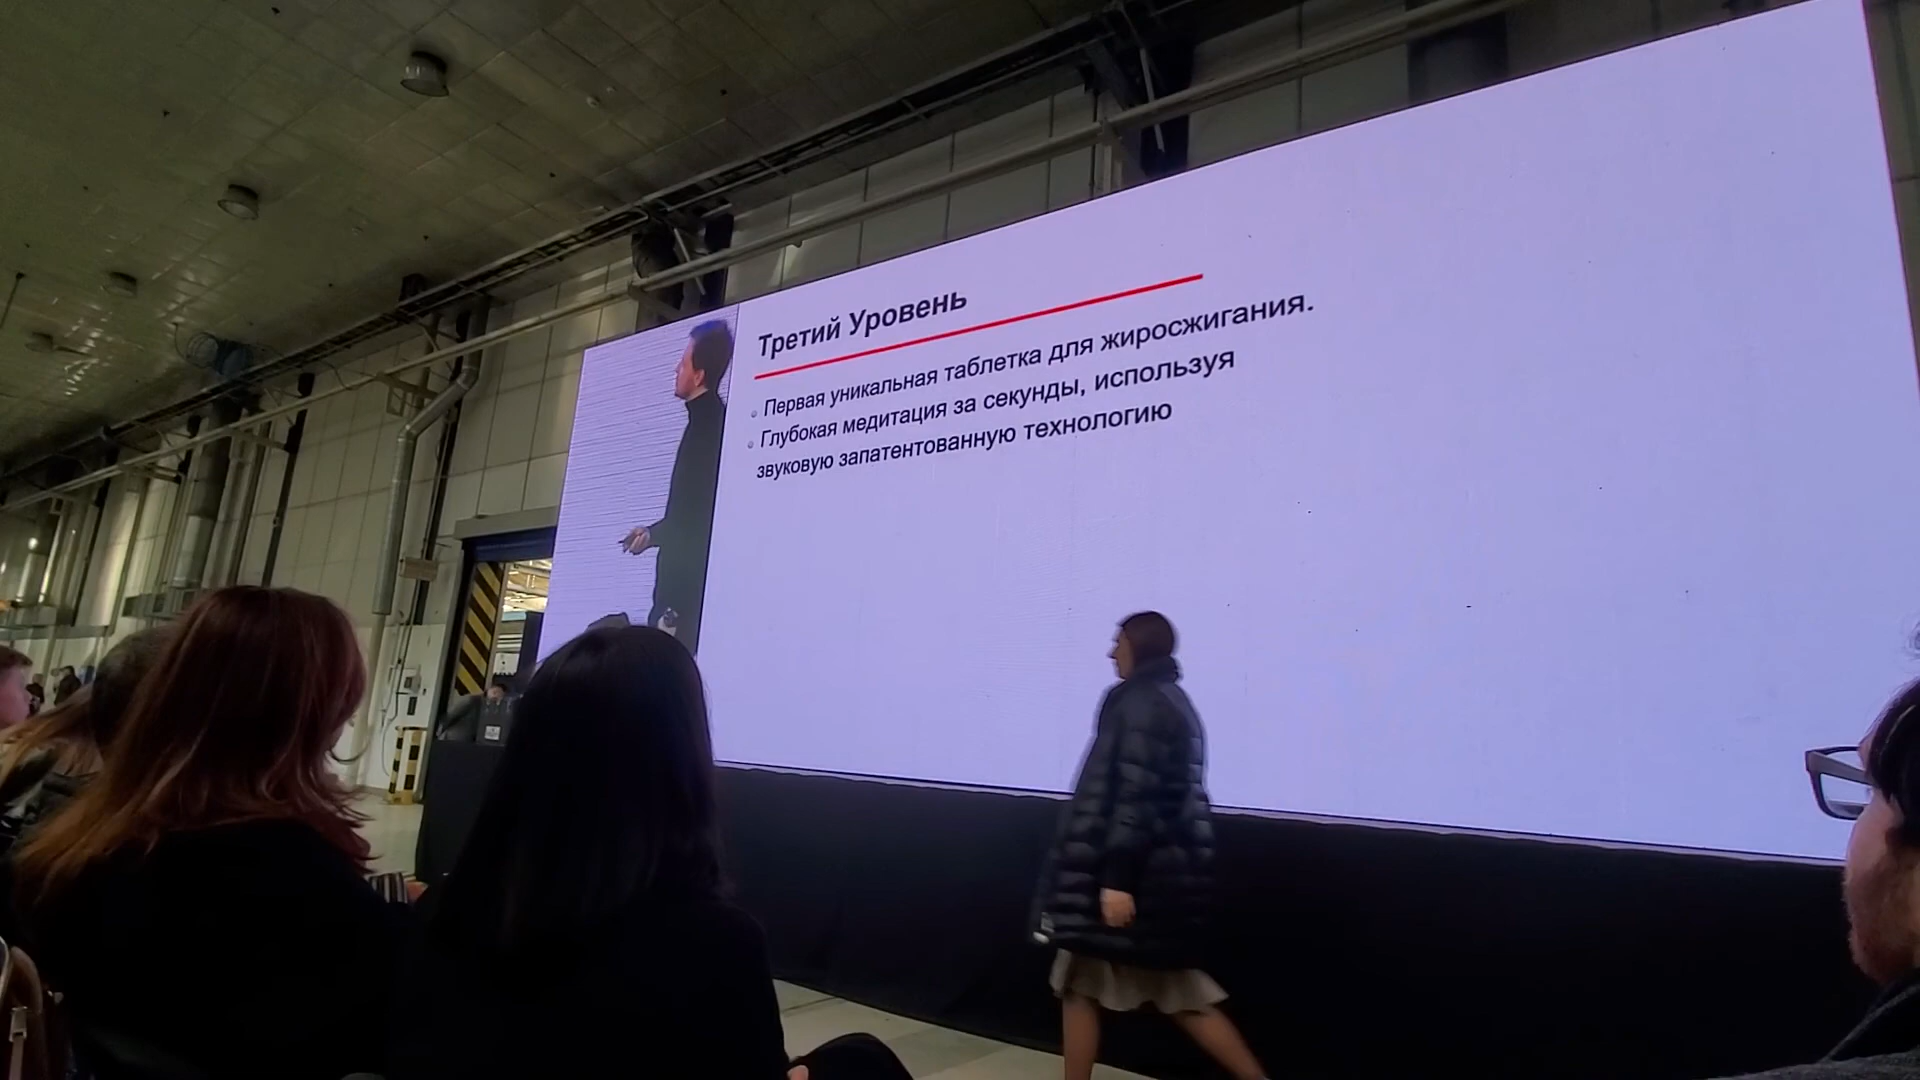 Третий Уровень
Первая уникальная таблетка для жиросжигания.
Глубокая медитация за секунды, используя
звуковую запатентованную технологию